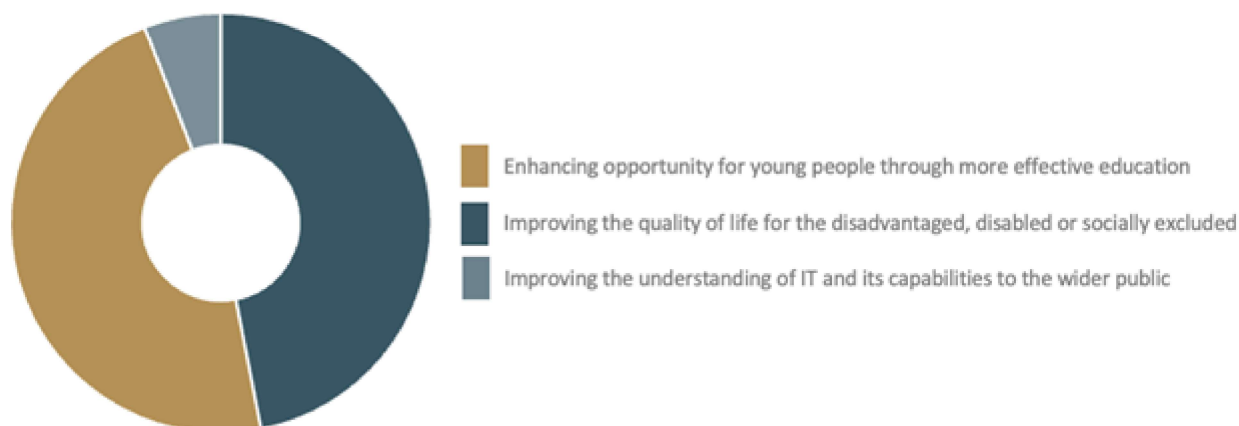 Enhancing opportunity for young people through more effective education
Improving the quality of life for the disadvantaged, disabled or socially excluded
Improving the understanding of IT and its capabilities to the wider public